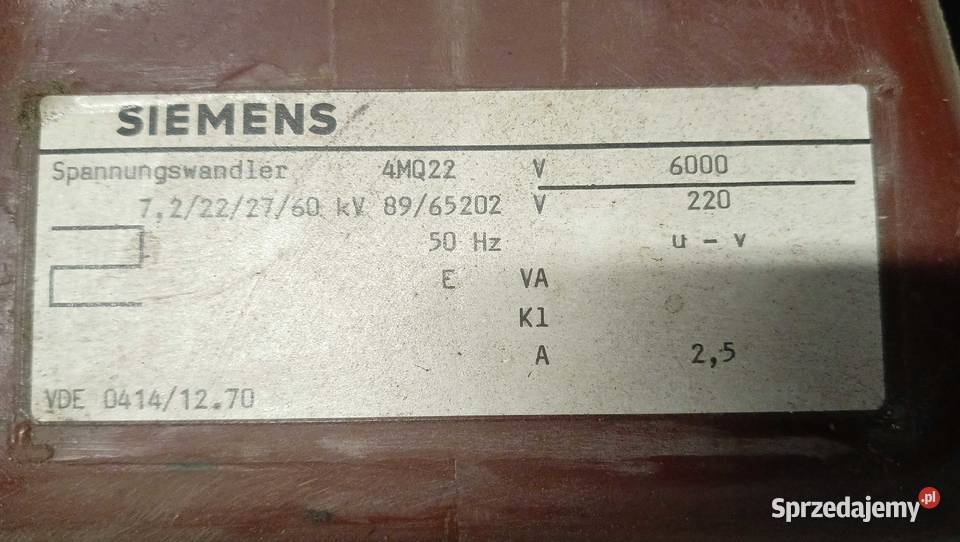 SIEMENS
Spannungswandler 4MQ22 V 6000
7,2/22/27/60 kV 89/65202 V 220
50 Hz u - v
E VA
Kl
A 2,5
VDE 0414/12.70
Sprzedajemy.pl